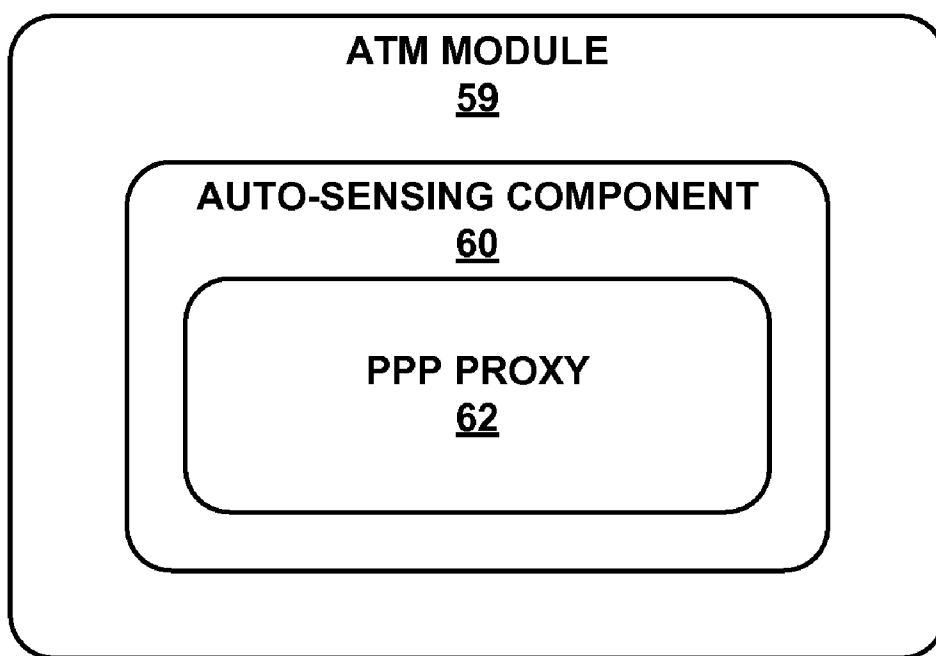 ATM MODULE
59
AUTO-SENSING COMPONENT
60
PPP PROXY
62